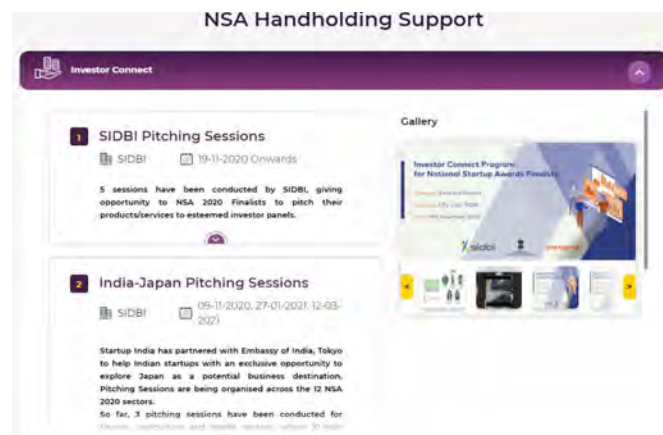 NSA Handholding Support
Investor Connect
1 SIDBI Pitching Sessions
SIDBI 19-11-2020 Onwards
5 sessions have been conducted by SIDBI, giving
opportunity to NSA 2020 Finalists to pitch their
products/services to esteemed investor panels.
2 India-Japan Pitching Sessions
SIDBI 09-11-2020, 27-01-2021, 12-03-
2021
Startup India has partnered with Embassy of India, Tokyo
to help Indian startups with an exclusive opportunity to
explore Japan as a potential business destination.
Pitching Sessions are being organised across the 12 NSA
2020 sectors.
So far, 3 pitching sessions have been conducted for
Gallery
Investor Connect Program
for National Startup Awards Finalists
sidbi